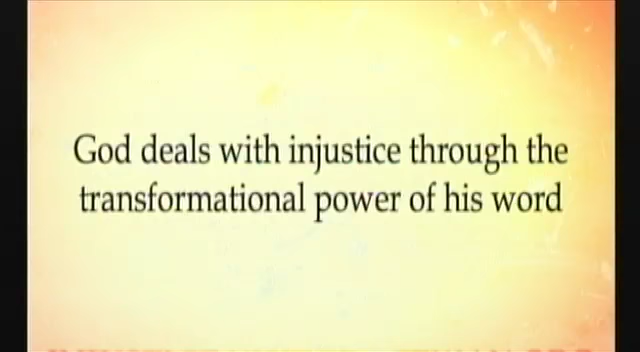 God deals with injustice through the
transformational power of his word